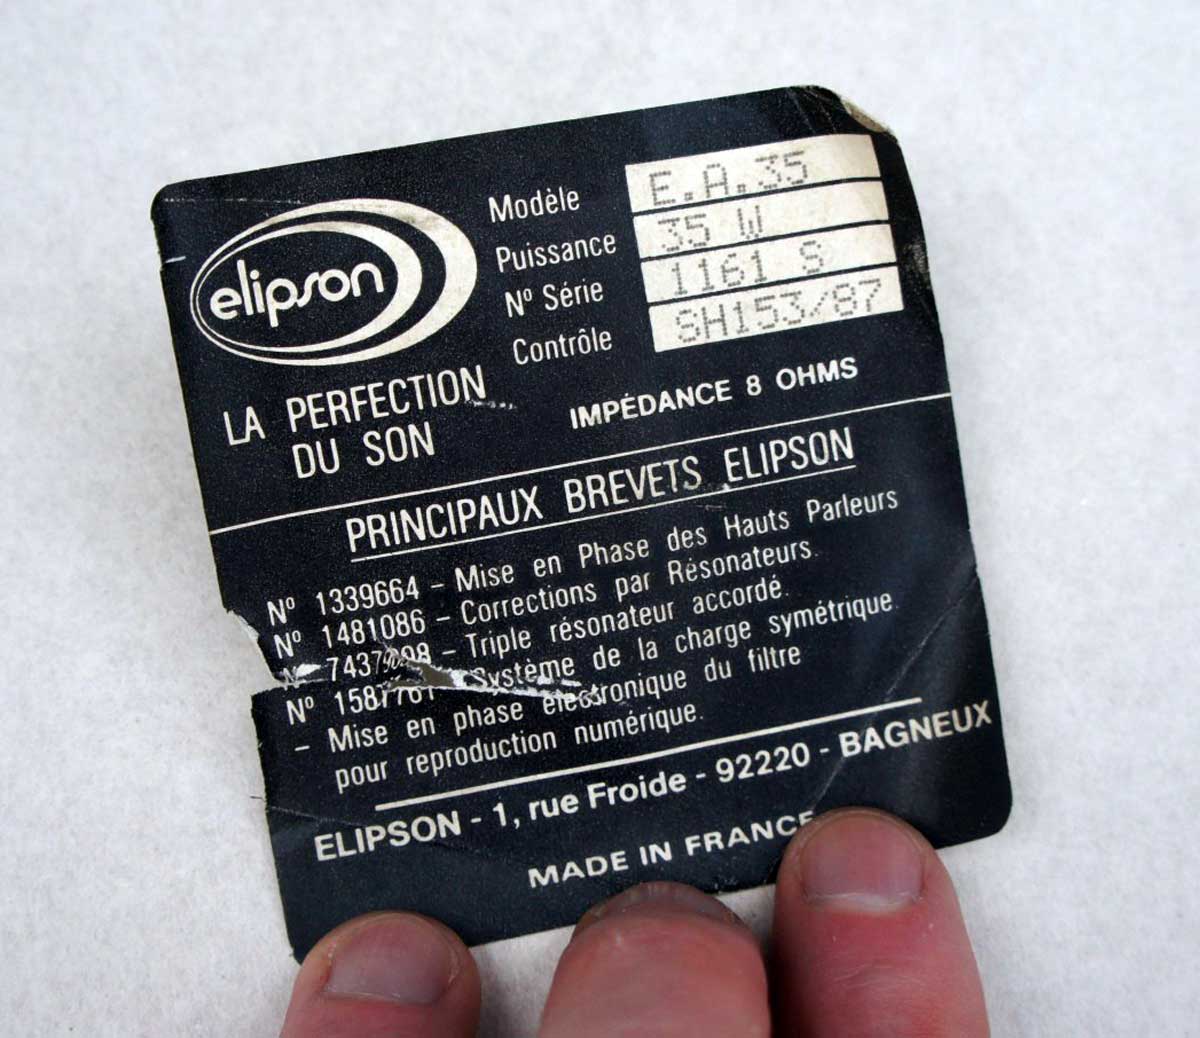 elipson
LA PERFECTION
DU SON
Modèle E.A.35
Puissance 35 W
Nº Série 1161 S
Contrôle SH153/87
IMPÉDANCE 8 OHMS
PRINCIPAUX BREVETS ELIPSON
Nº 1339664 - Mise en Phase des Hauts Parleurs
Nº 1481086 - Corrections par Résonateurs.
Triple résonateur accordé.
Nº 1587761 - Système de la charge symétrique.
- Mise en phase électronique du filtre
pour reproduction numérique.
ELIPSON - 1, rue Froide - 92220 - BAGNEUX
MADE IN FRANCE